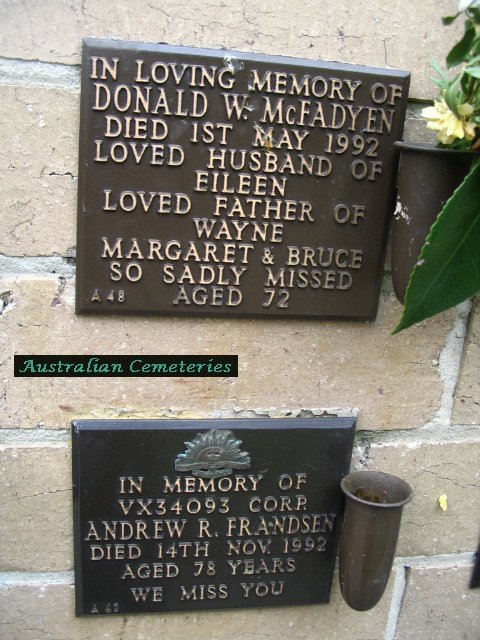 IN LOVING MEMORY OF
DONALD W. McFADYEN
DIED 1ST MAY 1992
LOVED HUSBAND OF
EILEEN
LOVED FATHER OF
WAYNE
MARGARET & BRUCE
SO SADLY MISSED
A 48 AGED 72
Australian Cemeteries
IN MEMORY OF
VX34093 CORP.
ANDREW R. FRANDSEN
DIED 14TH NOV. 1992
AGED 78 YEARS
WE MISS YOU
A 63